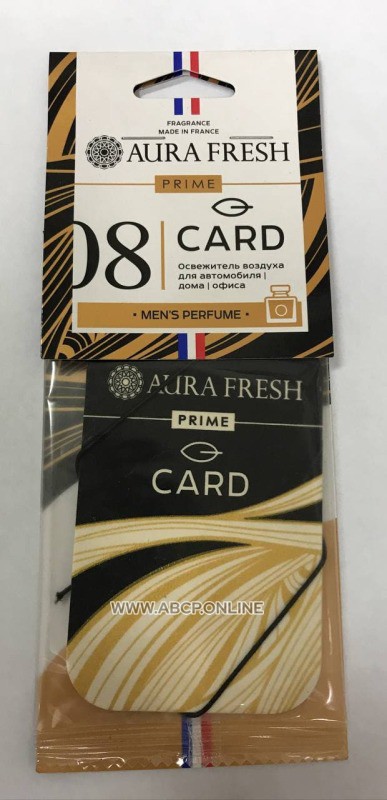 FRAGRANCE
MADE IN FRANCE
AURA FRESH
PRIME
08
CARD
Освежитель воздуха
для автомобиля |
дома | офиса
• MEN'S PERFUME •
AURA FRESH
PRIME
CARD
WWW.ABCP.ONLINE